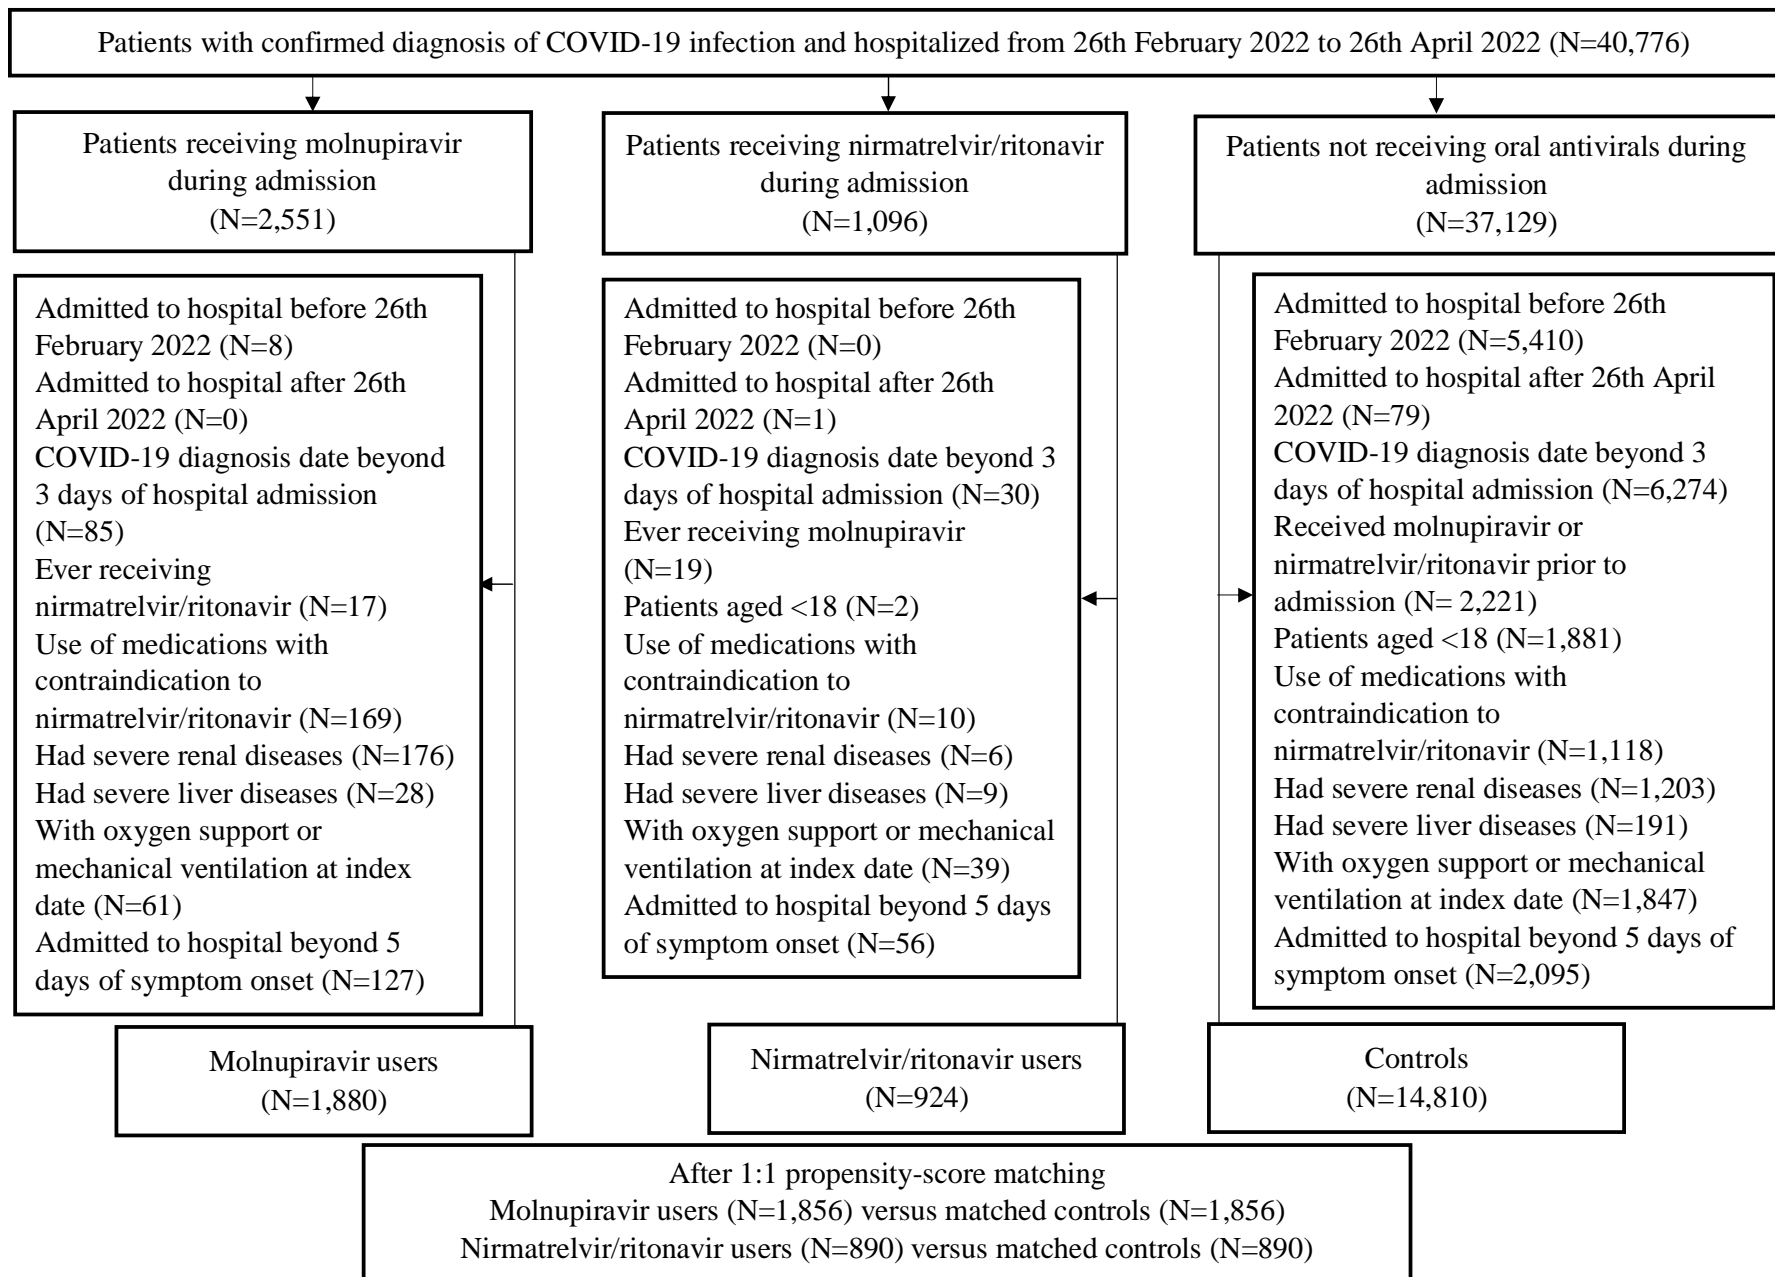 Patients with confirmed diagnosis of COVID-19 infection and hospitalized from 26th February 2022 to 26th April 2022 (N=40,776)
Patients receiving molnupiravir
during admission
(N=2,551)
Patients receiving nirmatrelvir/ritonavir
during admission
(N=1,096)
Patients not receiving oral antivirals during
admission
(N=37,129)
Admitted to hospital before 26th
February 2022 (N=8)
Admitted to hospital after 26th
April 2022 (N=0)
COVID-19 diagnosis date beyond
3 days of hospital admission
(N=85)
Ever receiving
nirmatrelvir/ritonavir (N=17)
Use of medications with
contraindication to
nirmatrelvir/ritonavir (N=169)
Had severe renal diseases (N=176)
Had severe liver diseases (N=28)
With oxygen support or
mechanical ventilation at index
date (N=61)
Admitted to hospital beyond 5
days of symptom onset (N=127)
Admitted to hospital before 26th
February 2022 (N=0)
Admitted to hospital after 26th
April 2022 (N=1)
COVID-19 diagnosis date beyond 3
days of hospital admission (N=30)
Ever receiving molnupiravir
(N=19)
Patients aged <18 (N=2)
Use of medications with
contraindication to
nirmatrelvir/ritonavir (N=10)
Had severe renal diseases (N=6)
Had severe liver diseases (N=9)
With oxygen support or mechanical
ventilation at index date (N=39)
Admitted to hospital beyond 5 days
of symptom onset (N=56)
Admitted to hospital before 26th
February 2022 (N=5,410)
Admitted to hospital after 26th April
2022 (N=79)
COVID-19 diagnosis date beyond 3
days of hospital admission (N=6,274)
Received molnupiravir or
nirmatrelvir/ritonavir prior to
admission (N= 2,221)
Patients aged <18 (N=1,881)
Use of medications with
contraindication to
nirmatrelvir/ritonavir (N=1,118)
Had severe renal diseases (N=1,203)
Had severe liver diseases (N=191)
With oxygen support or mechanical
ventilation at index date (N=1,847)
Admitted to hospital beyond 5 days of
symptom onset (N=2,095)
Molnupiravir users
(N=1,880)
Nirmatrelvir/ritonavir users
(N=924)
Controls
(N=14,810)
After 1:1 propensity-score matching
Molnupiravir users (N=1,856) versus matched controls (N=1,856)
Nirmatrelvir/ritonavir users (N=890) versus matched controls (N=890)